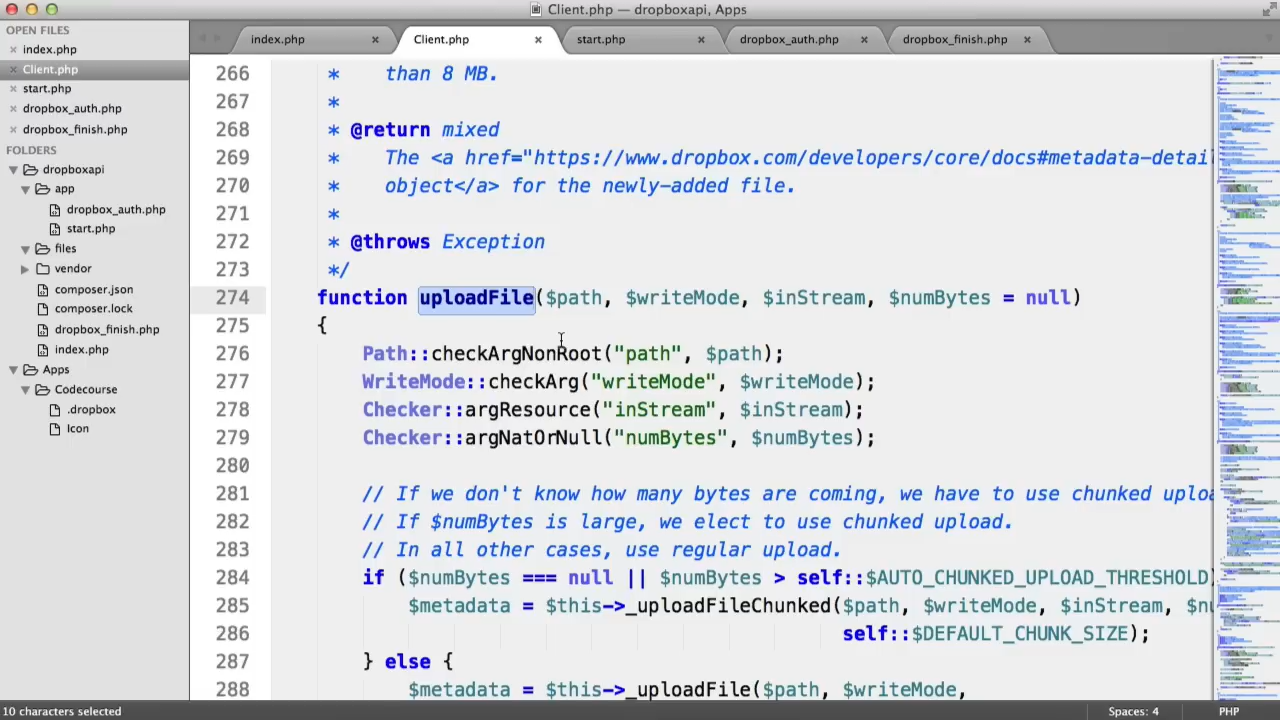 Client.php — dropboxapi, Apps
OPEN FILES
index.php
Client.php
start.php
dropbox_auth.php
dropbox_finish.php
FOLDERS
dropboxapi
app
dropbox_auth.php
start.php
files
vendor
composer.json
composer.lock
dropbox_finish.php
index.php
Apps
Codecourse
.dropbox
Icon
index.php
Client.php
start.php
dropbox_auth.php
dropbox_finish.php
266 * than 8 MB.
267 *
268 * @return mixed
269 * The <a href="https://www.dropbox.com/developers/core/docs#metadata-detail
270 * object</a> for the newly-added file.
271 *
272 * @throws Exception
273 */
274 function uploadFile($path, $writeMode, $inStream, $numBytes = null)
275 {
276 Path::checkArgNonRoot("path", $path);
277 WriteMode::checkArg("writeMode", $writeMode);
278 Checker::argResource("inStream", $inStream);
279 Checker::argNatOrNull("numBytes", $numBytes);
280
281 // If we don't know how many bytes are coming, we have to use chunked uploa
282 // If $numBytes is large, we elect to use chunked upload.
283 // In all other cases, use regular upload.
284 if ($numBytes === null || $numBytes > self::$AUTO_CHUNKED_UPLOAD_THRESHOLD)
285 $metadata = $this->_uploadFileChunked($path, $writeMode, $inStream, $nu
286 self::$DEFAULT_CHUNK_SIZE);
287 } else
288 $metadata = $this->_uploadFile($path, $writeMode
10 characters selected
Spaces: 4
PHP